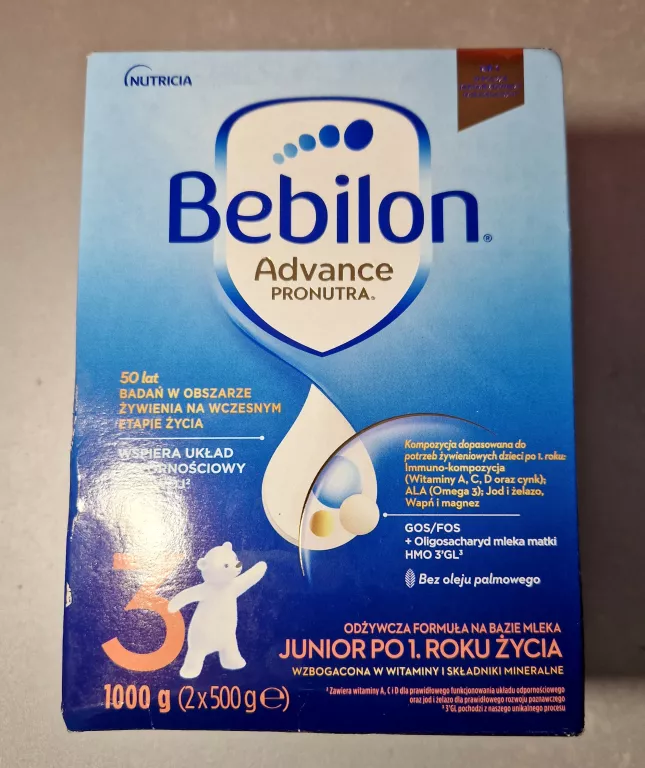 NUTRICIA
Bebilon®
Advance
PRONUTRA®
50 lat
BADAŃ W OBSZARZE
ŻYWIENIA NA WCZESNYM
ETAPIE ŻYCIA
WSPIERA UKŁAD
Kompozycja dopasowana do
potrzeb żywieniowych dzieci po 1. roku:
Immuno-kompozycja
(Witaminy A, C, D oraz cynk);
ALA (Omega 3); Jod i żelazo,
Wapń i magnez
GOS/FOS
+ Oligosacharyd mleka matki
HMO 3'GL³
Bez oleju palmowego
3
ODŻYWCZA FORMUŁA NA BAZIE MLEKA
JUNIOR PO 1. ROKU ŻYCIA
WZBOGACONA W WITAMINY I SKŁADNIKI MINERALNE
1000 g (2x500g℮)
² Zawiera witaminy A, C i D dla prawidłowego funkcjonowania układu odpornościowego
oraz jod i żelazo dla prawidłowego rozwoju poznawczego
³ 3'GL pochodzi z naszego unikalnego procesu